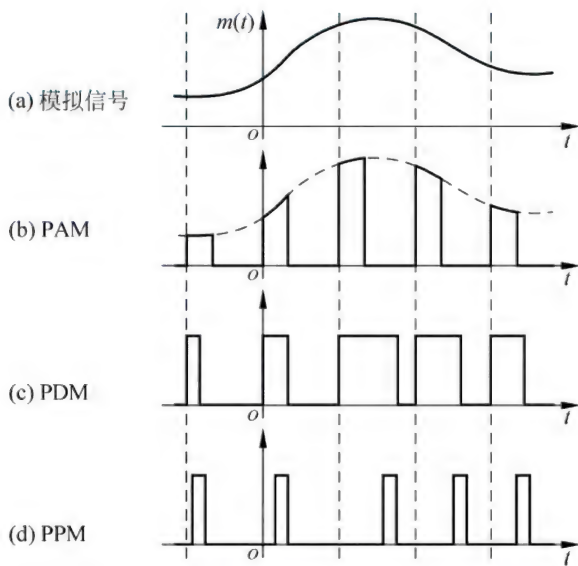 m(t)
(a) 模拟信号
o
t
(b) PAM
o
t
(c) PDM
o
t
(d) PPM
o
t